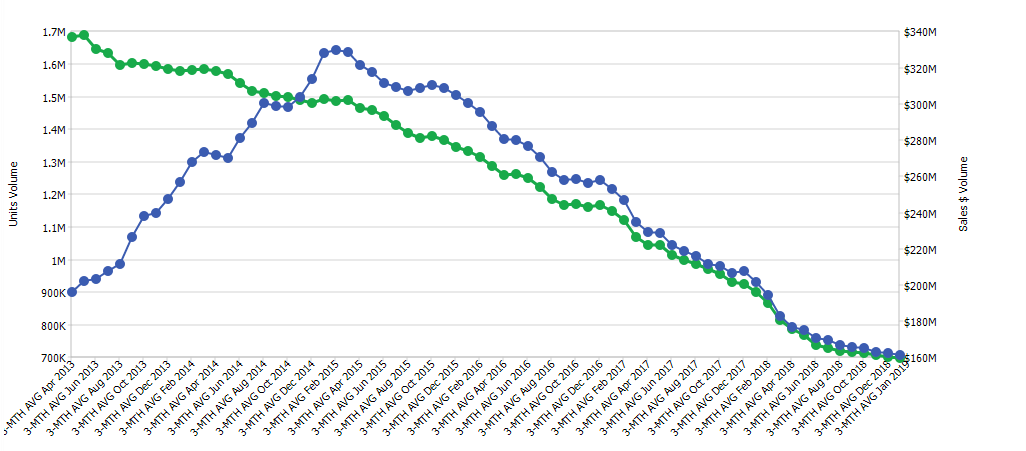 1.7M
1.6M
1.5M
1.4M
1.3M
1.2M
1.1M
1M
900K
800K
700K
Units Volume
$340M
$320M
$300M
$280M
$260M
$240M
$220M
$200M
$180M
$160M
Sales $ Volume
3-MTH AVG Apr 2013
3-MTH AVG Jun 2013
3-MTH AVG Aug 2013
3-MTH AVG Oct 2013
3-MTH AVG Dec 2013
3-MTH AVG Feb 2014
3-MTH AVG Apr 2014
3-MTH AVG Jun 2014
3-MTH AVG Aug 2014
3-MTH AVG Oct 2014
3-MTH AVG Dec 2014
3-MTH AVG Feb 2015
3-MTH AVG Apr 2015
3-MTH AVG Jun 2015
3-MTH AVG Aug 2015
3-MTH AVG Oct 2015
3-MTH AVG Dec 2015
3-MTH AVG Feb 2016
3-MTH AVG Apr 2016
3-MTH AVG Jun 2016
3-MTH AVG Aug 2016
3-MTH AVG Oct 2016
3-MTH AVG Dec 2016
3-MTH AVG Feb 2017
3-MTH AVG Apr 2017
3-MTH AVG Jun 2017
3-MTH AVG Aug 2017
3-MTH AVG Oct 2017
3-MTH AVG Dec 2017
3-MTH AVG Feb 2018
3-MTH AVG Apr 2018
3-MTH AVG Jun 2018
3-MTH AVG Aug 2018
3-MTH AVG Oct 2018
3-MTH AVG Dec 2018
3-MTH AVG Jan 2019